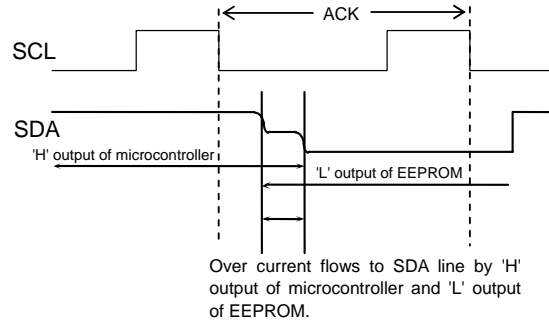 ACK
SCL
SDA
'H' output of microcontroller
'L' output of EEPROM
Over current flows to SDA line by 'H'
output of microcontroller and 'L' output
of EEPROM.